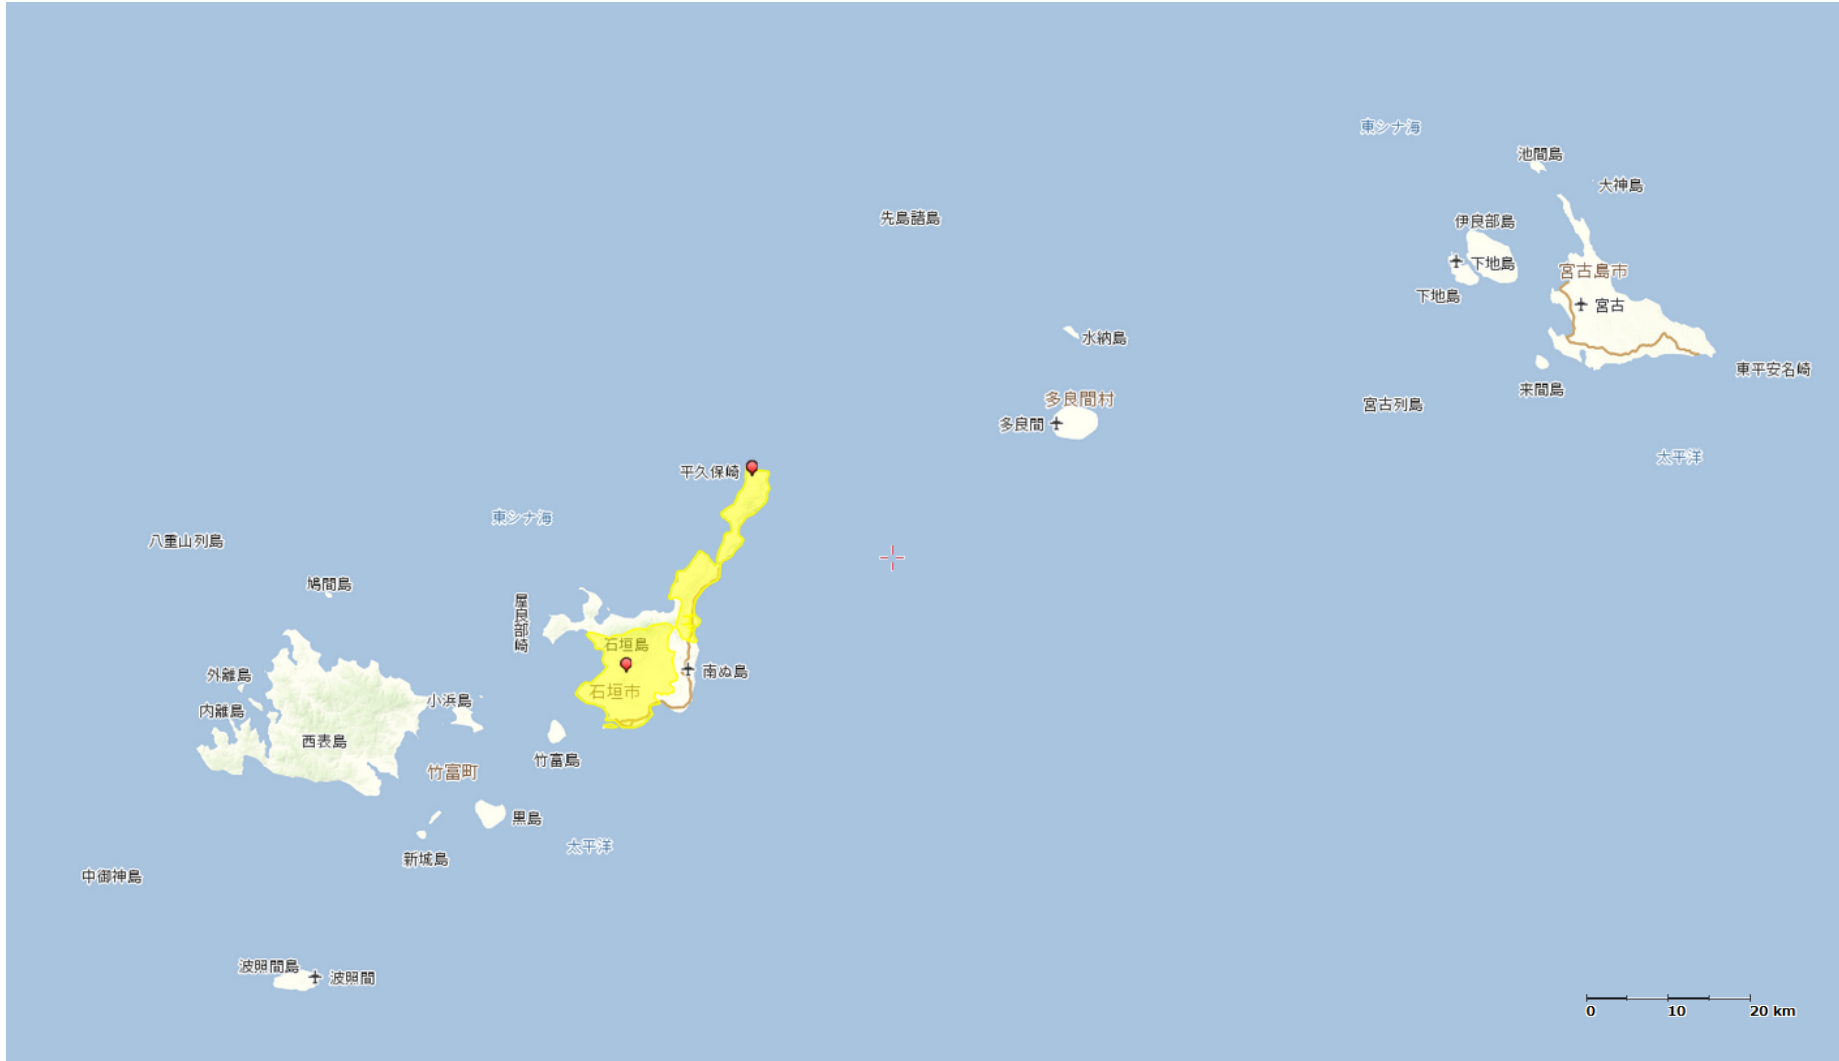 東シナ海
池間島
大神島
先島諸島
伊良部島
下地島
宮古島市
下地島
宮古
水納島
東平安名崎
来間島
多良間村
宮古列島
多良間
太平洋
平久保崎
東シナ海
八重山列島
鳩間島
屋良部崎
石垣島
南ぬ島
外離島
石垣市
小浜島
内離島
西表島
竹富島
竹富町
黒島
太平洋
新城島
中御神島
波照間島
波照間
0 10 20 km